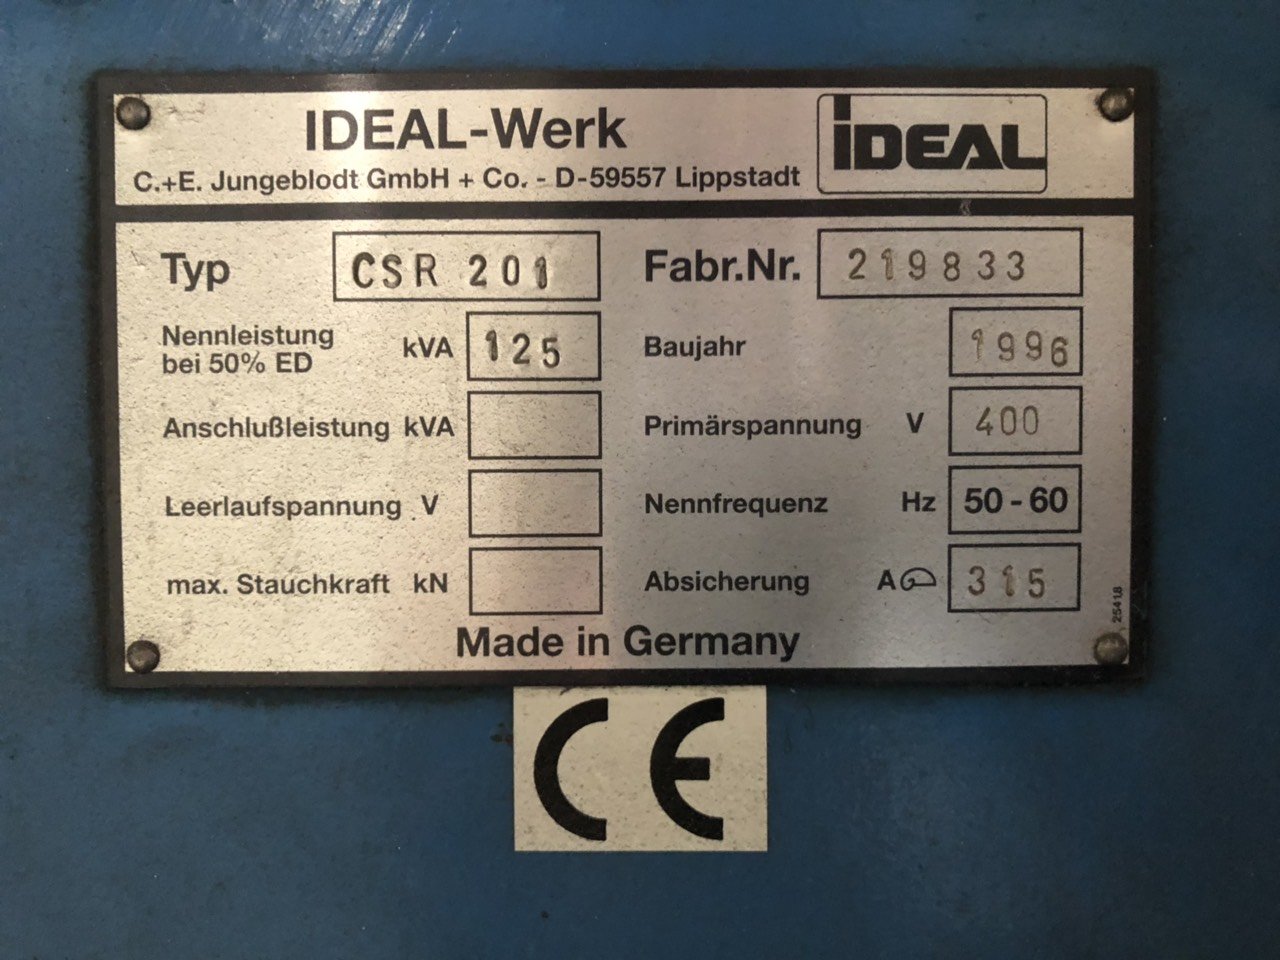 IDEAL-Werk
C.+E. Jungeblodt GmbH + Co. - D-59557 Lippstadt
iDEAL
Typ CSR 201
Fabr.Nr. 219833
Nennleistung
bei 50% ED kVA 125
Baujahr 1996
Anschlußleistung kVA
Primärspannung V 400
Leerlaufspannung V
Nennfrequenz Hz 50-60
max. Stauchkraft kN
Absicherung A 315
25418
Made in Germany
CE